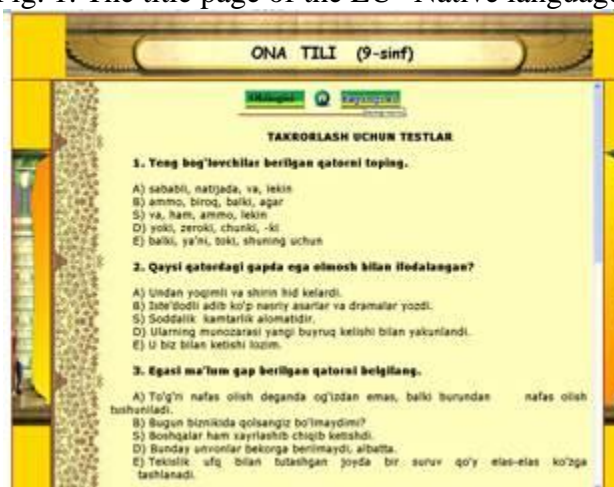 Fig. 1. The title page of the EU "Native language
ONA TILI (9-sinf)
TAKRORLASH UCHUN TESTLAR
1. Teng bog'lovchilar berilgan qatorni toping.
A) sababli, natijada, va, lekin
B) ammo, biroq, balki, agar
S) va, ham, ammo, lekin
D) yoki, zeroki, chunki, -ki
E) balki, ya'ni, toki, shuning uchun
2. Qaysi qatordagi gapda ega olmosh bilan ifodalangan?
A) Undan yoqimli va shirin hid kelardi.
B) Iste'dodli adib ko'p nasriy asarlar va dramalar yozdi.
S) Soddalik kamtarlik alomatidir.
D) Ularning munozarasi yangi buyruq kelishi bilan yakunlandi.
E) U biz bilan ketishi lozim.
3. Egasi ma'lum gap berilgan qatorni belgilang.
A) To'g'ri nafas olish deganda og'izdan emas, balki burundan nafas olish
tushuniladi.
B) Bugun biznikida qolsangiz bo'lmaydimi?
S) Boshqalar ham xayrlashib chiqib ketishdi.
D) Bunday unvonlar bekorga berilmaydi, albatta.
E) Tekislik ufq bilan tutashgan joyda bir suruv qo'y elas-elas ko'zga
tashlanadi.